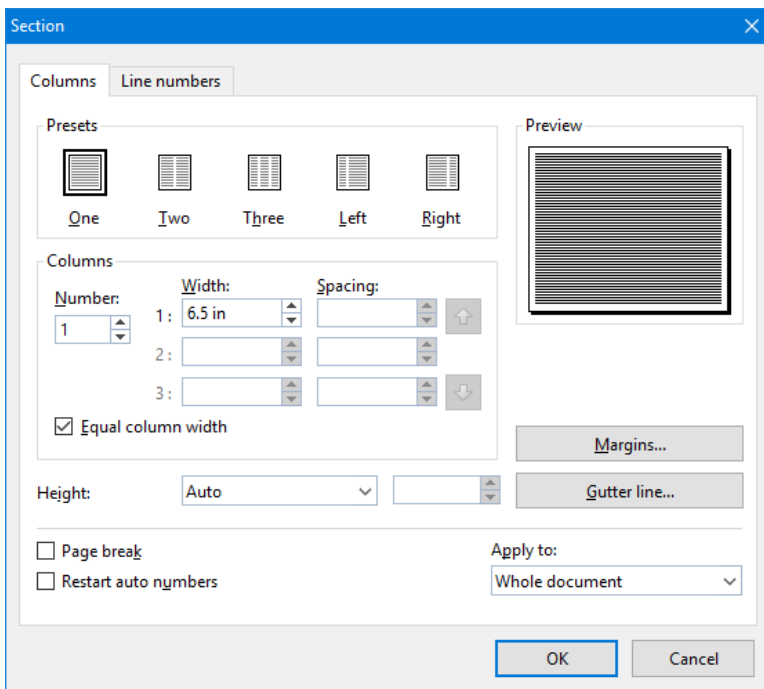 Section
Columns
Line numbers
Presets
One
Two
Three
Left
Right
Preview
Columns
Number:
Width:
Spacing:
1
1:
6.5 in
2:
3:
Equal column width
Margins...
Height:
Auto
Gutter line...
Page break
Restart auto numbers
Apply to:
Whole document
OK
Cancel